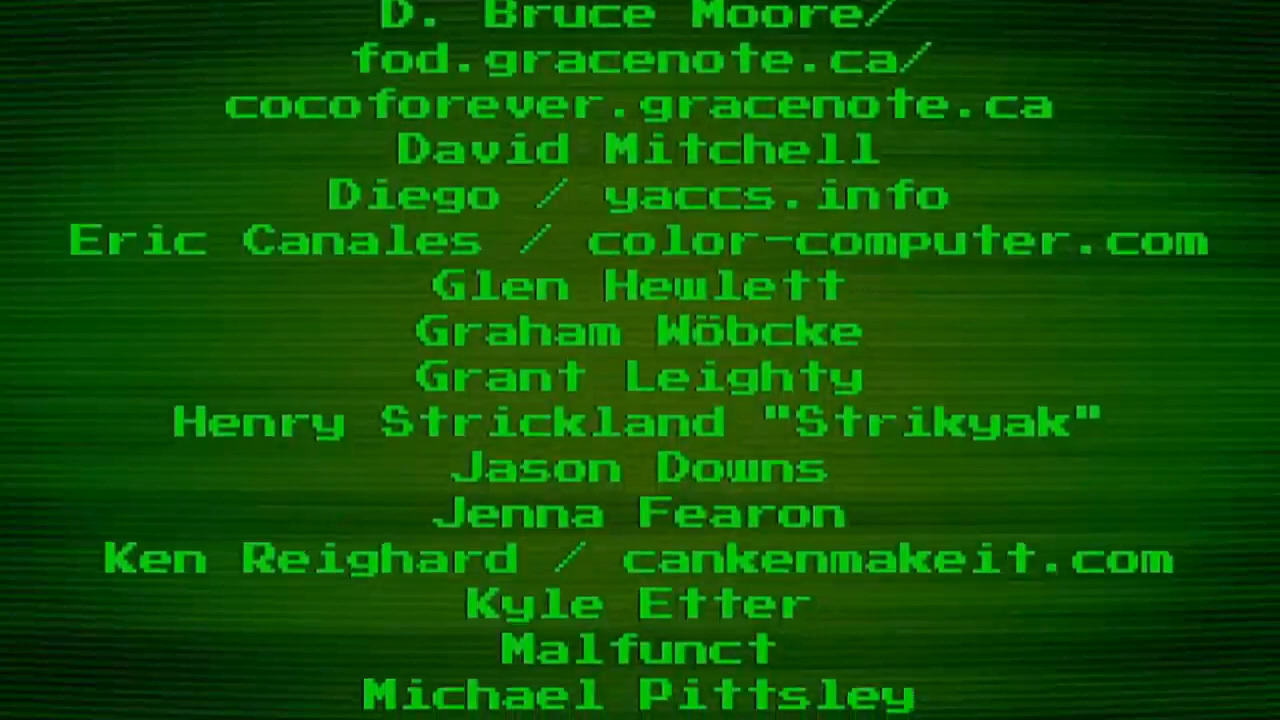 D. Bruce Moore/
fod.gracenote.ca/
cocoforever.gracenote.ca
David Mitchell
Diego / yaccs.info
Eric Canales / color-computer.com
Glen Hewlett
Graham Wöbcke
Grant Leighty
Henry Strickland "Strikyak"
Jason Downs
Jenna Fearon
Ken Reighard / cankenmakeit.com
Kyle Etter
Malfunct
Michael Pittsley